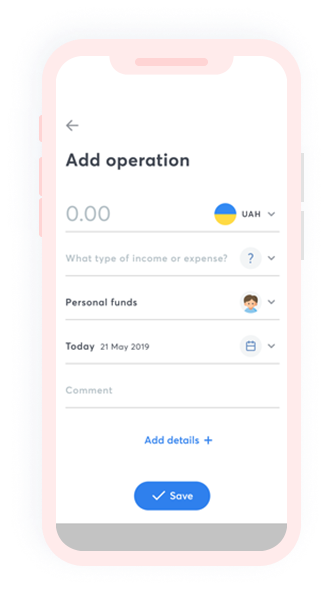 Add operation
0.00 UAH
What type of income or expense? ?
Personal funds
Today 21 May 2019
Comment
Add details +
Save